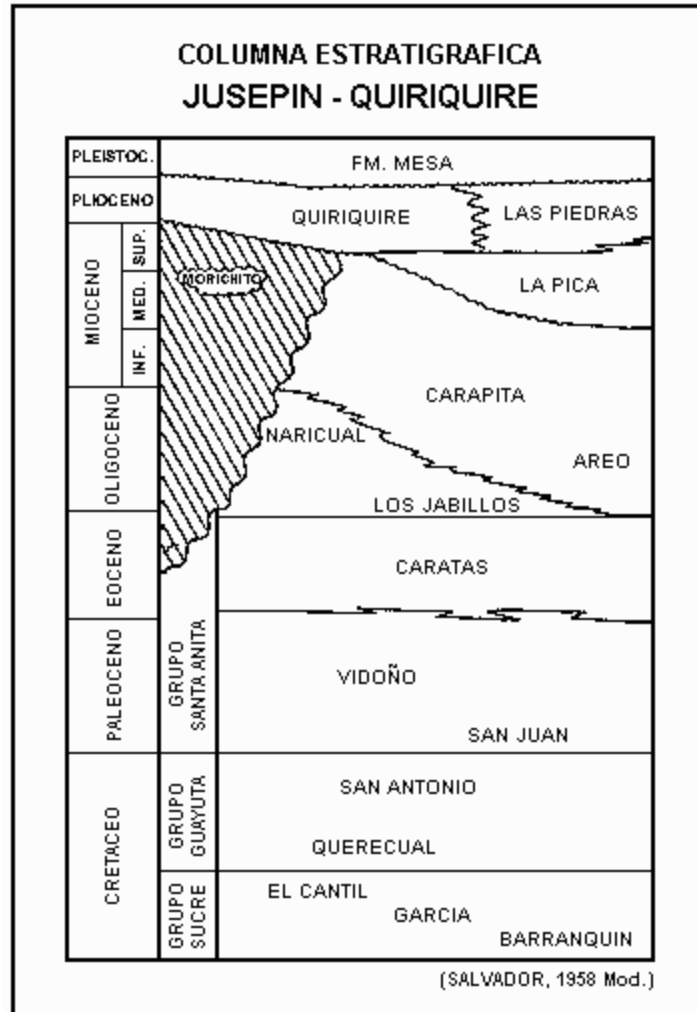 COLUMNA ESTRATIGRAFICA
JUSEPIN - QUIRIQUIRE
PLEISTOC.
FM. MESA
PLIOCENO
QUIRIQUIRE
LAS PIEDRAS
MIOCENO
SUP.
MED.
INF.
MORICHITO
LA PICA
CARAPITA
OLIGOCENO
NARICUAL
AREO
LOS JABILLOS
EOCENO
CARATAS
PALEOCENO
GRUPO
SANTA ANITA
VIDOÑO
SAN JUAN
CRETACEO
GRUPO
GUAYUTA
SAN ANTONIO
QUERECUAL
GRUPO
SUCRE
EL CANTIL
GARCIA
BARRANQUIN
(SALVADOR, 1958 Mod.)